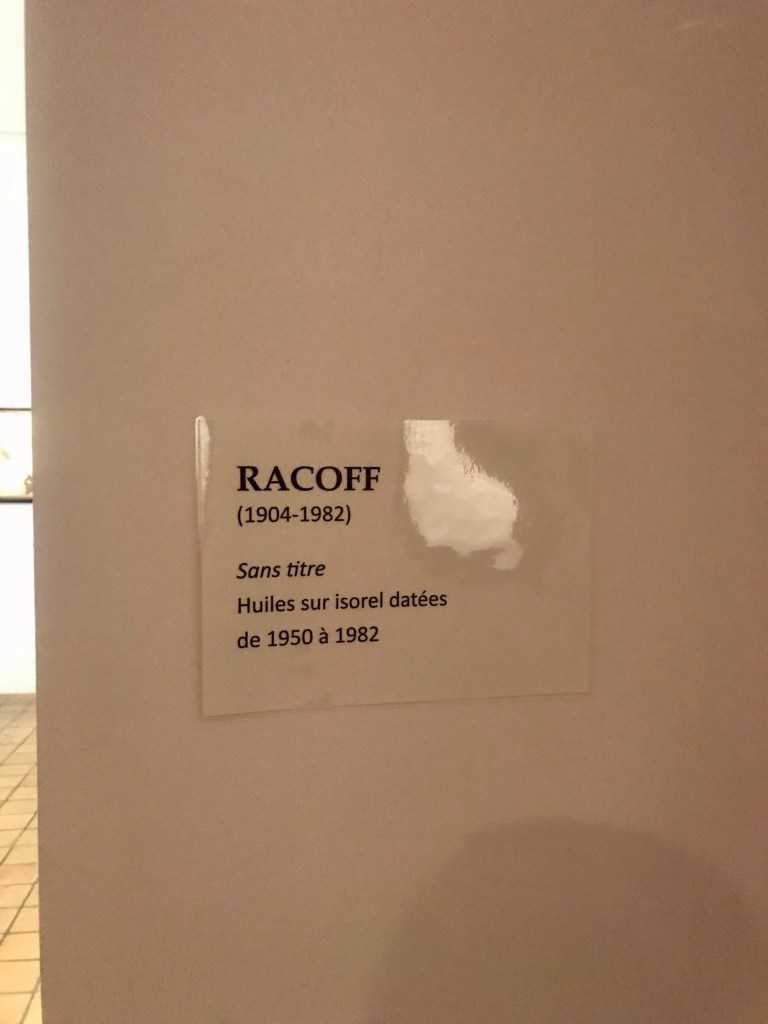 RACOFF
(1904-1982)
Sans titre
Huiles sur isorel datées
de 1950 à 1982